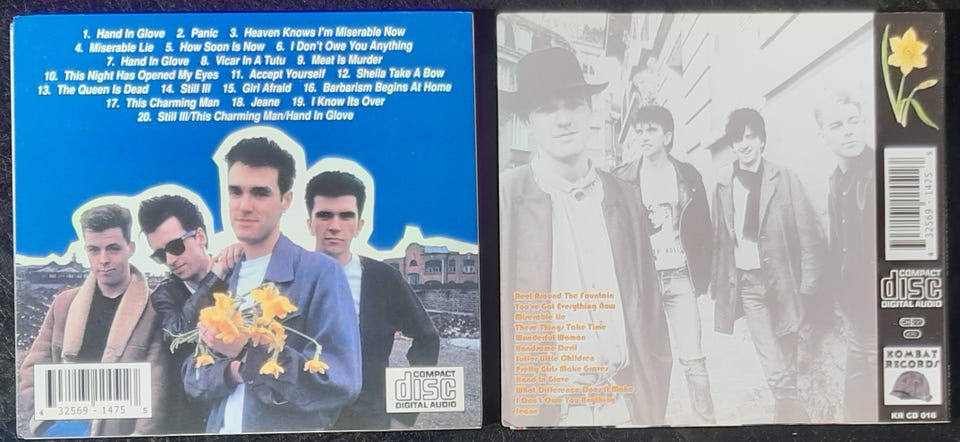 1. Hand In Glove 2. Panic 3. Heaven Knows I'm Miserable Now
4. Miserable Lie 5. How Soon Is Now 6. I Don't Owe You Anything
7. Hand In Glove 8. Vicar In A Tutu 9. Meat Is Murder
10. This Night Has Opened My Eyes 11. Accept Yourself 12. Sheila Take A Bow
13. The Queen Is Dead 14. Still Ill 15. Girl Afraid 16. Barbarism Begins At Home
17. This Charming Man 18. Jeane 19. I Know Its Over
20. Still Ill/This Charming Man/Hand In Glove
4 32569 - 1475 5
COMPACT
disc
DIGITAL AUDIO
Reel Around The Fountain
You've Got Everything Now
Miserable Lie
These Things Take Time
Wonderful Woman
Handsome Devil
Suffer Little Children
Pretty Girls Make Graves
Hand In Glove
What Difference Does It Make
I Don't Owe You Anything
Jeane
4 32569 - 1475 5
COMPACT
disc
DIGITAL AUDIO
KOMBAT
RECORDS
KR CD 018